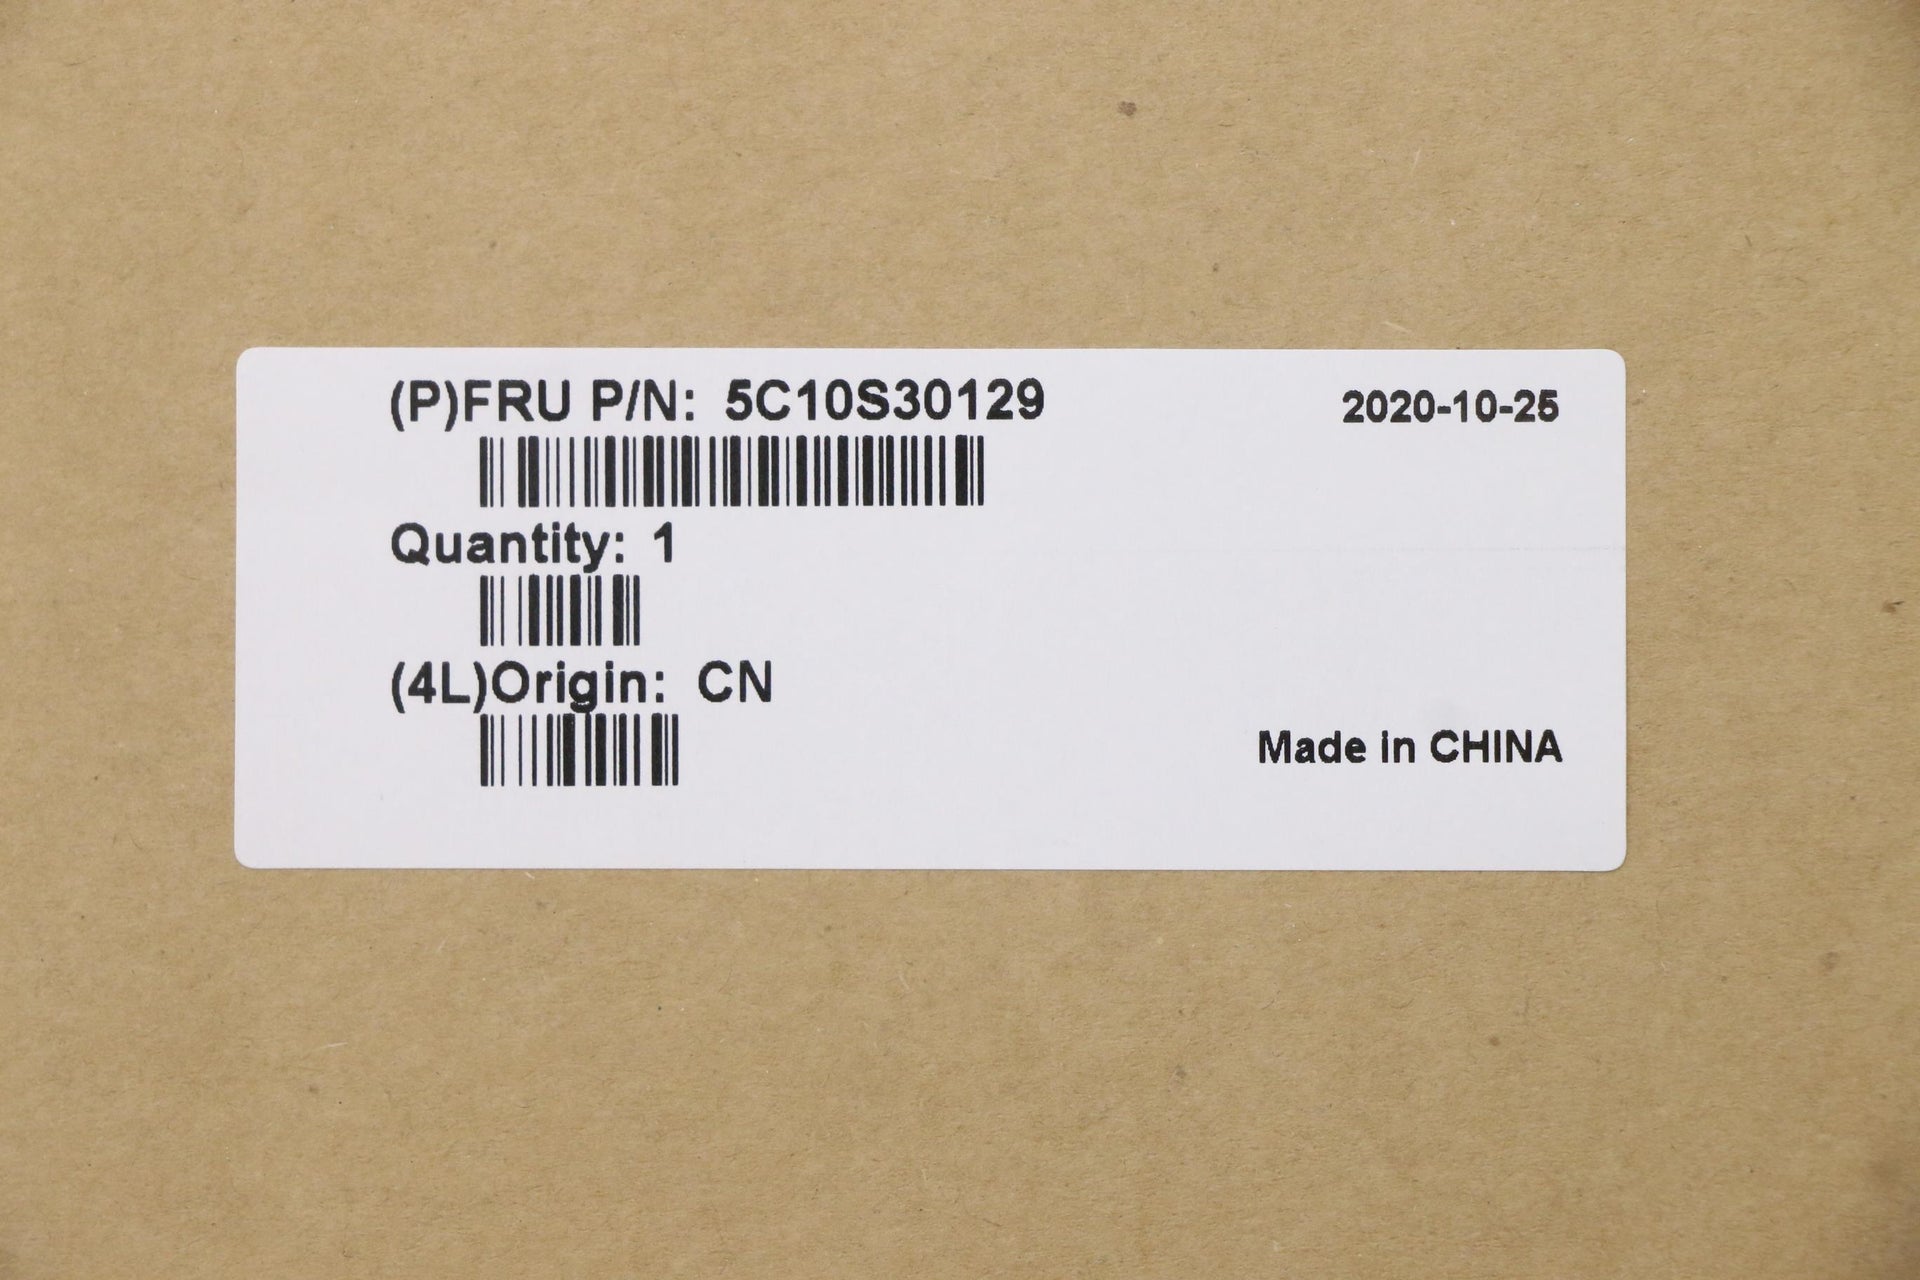 (P)FRU P/N: 5C10S30129
2020-10-25
Quantity: 1
(4L)Origin: CN
Made in CHINA